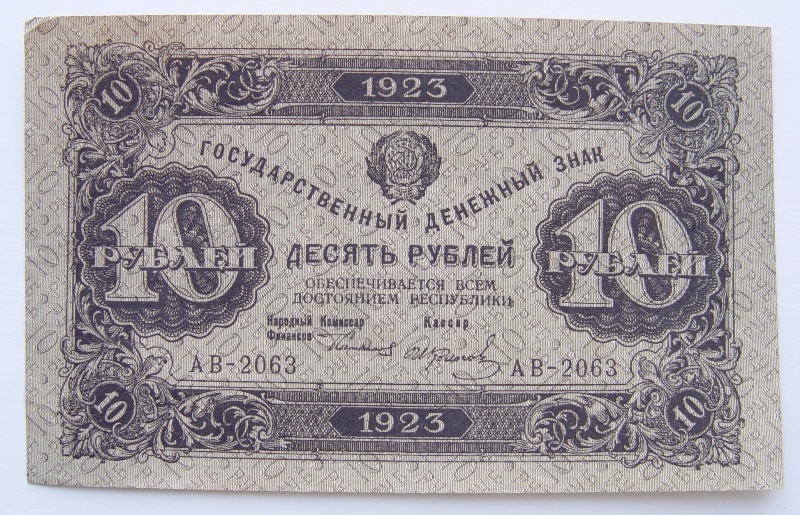 1923
10
10
ГОСУДАРСТВЕННЫЙ ДЕНЕЖНЫЙ ЗНАК
10 РУБЛЕЙ
10 РУБЛЕЙ
ДЕСЯТЬ РУБЛЕЙ
ОБЕСПЕЧИВАЕТСЯ ВСЕМ
ДОСТОЯНИЕМ РЕСПУБЛИКИ
Народный Комиссар
Финансов
Кассир
АВ-2063
АВ-2063
10
1923
10